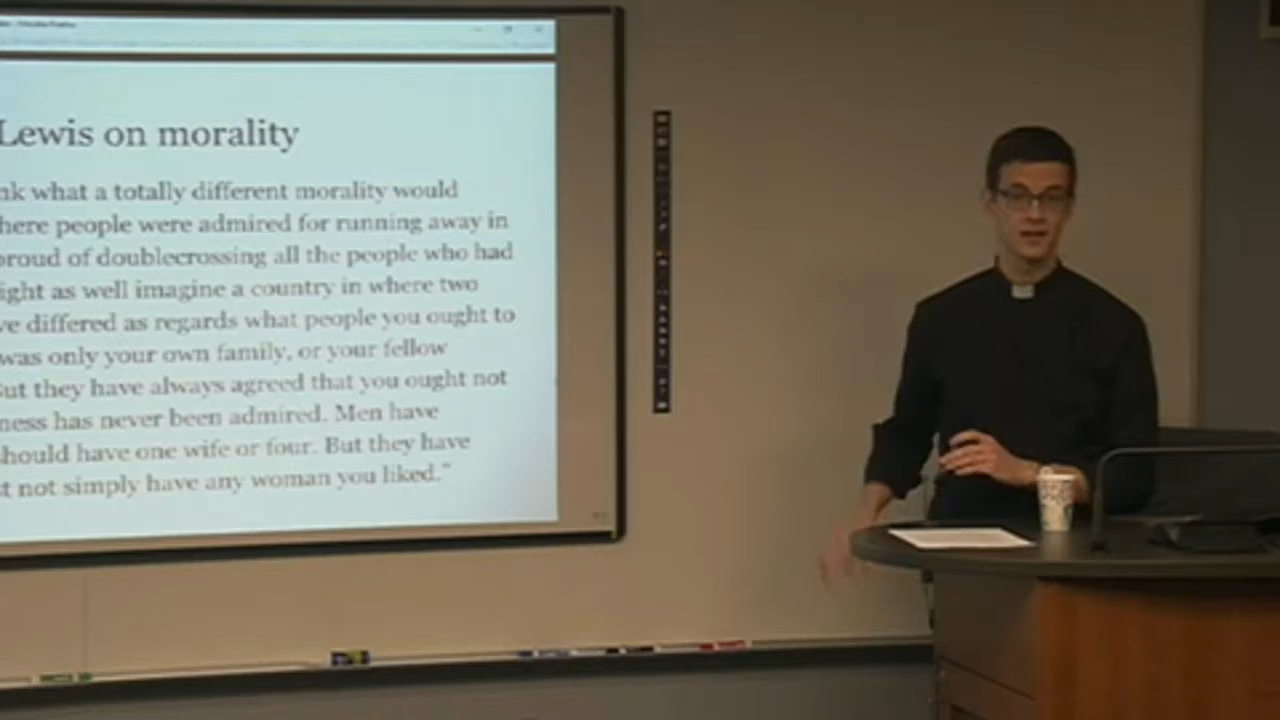 Lewis on morality
nk what a totally different morality would
here people were admired for running away in
proud of doublecrossing all the people who had
ight as well imagine a country in where two
ve differed as regards what people you ought to
was only your own family, or your fellow
But they have always agreed that you ought not
ness has never been admired. Men have
should have one wife or four. But they have
t not simply have any woman you liked."